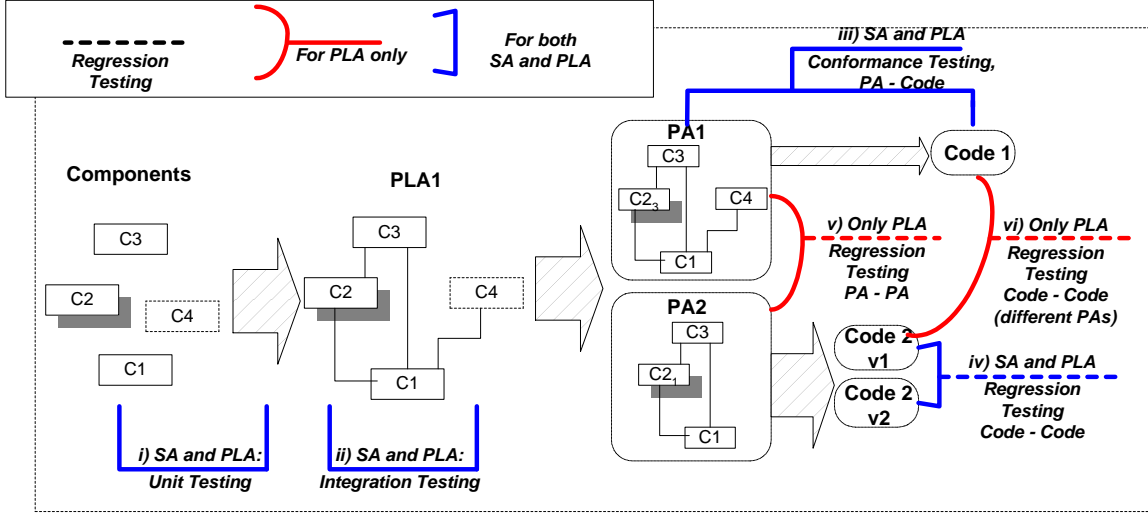 Regression
Testing
For PLA only
For both
SA and PLA
iii) SA and PLA
Conformance Testing,
PA - Code
Components
C3
C2
C4
C1
PLA1
C3
C2
C4
C1
PA1
C3
C2₃
C4
C1
PA2
C3
C2₁
C1
Code 1
Code 2
v1
Code 2
v2
i) SA and PLA:
Unit Testing
ii) SA and PLA:
Integration Testing
v) Only PLA
Regression
Testing
PA - PA
vi) Only PLA
Regression
Testing
Code - Code
(different PAs)
iv) SA and PLA
Regression
Testing
Code - Code